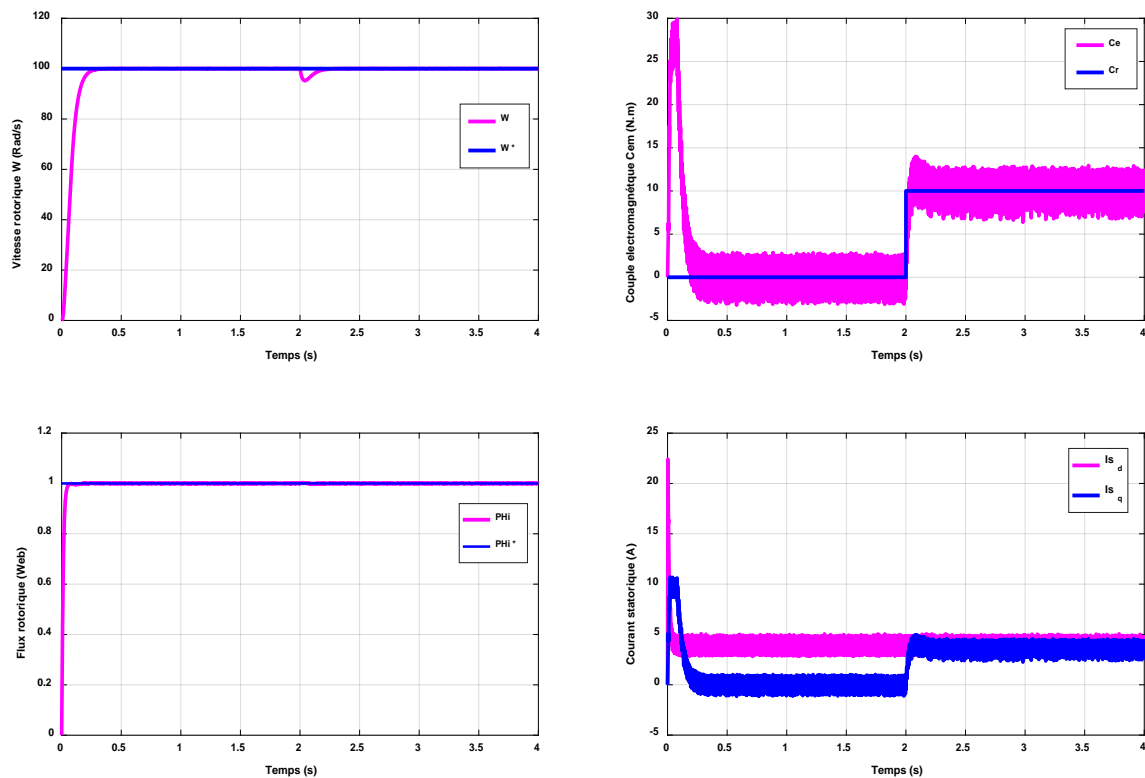 120
100
80
60
40
20
0
Vitesse rotorique W (Rad/s)
W
W *
0 0.5 1 1.5 2 2.5 3 3.5 4
Temps (s)
30
25
20
15
10
5
0
-5
Couple electromagnétque Cem (N.m)
Ce
Cr
0 0.5 1 1.5 2 2.5 3 3.5 4
Temps (s)
1.2
1
0.8
0.6
0.4
0.2
0
Flux rotorique (Web)
PHi
PHi *
0 0.5 1 1.5 2 2.5 3 3.5 4
Temps (s)
25
20
15
10
5
0
-5
Courant statorique (A)
Is d
Is q
0 0.5 1 1.5 2 2.5 3 3.5 4
Temps (s)